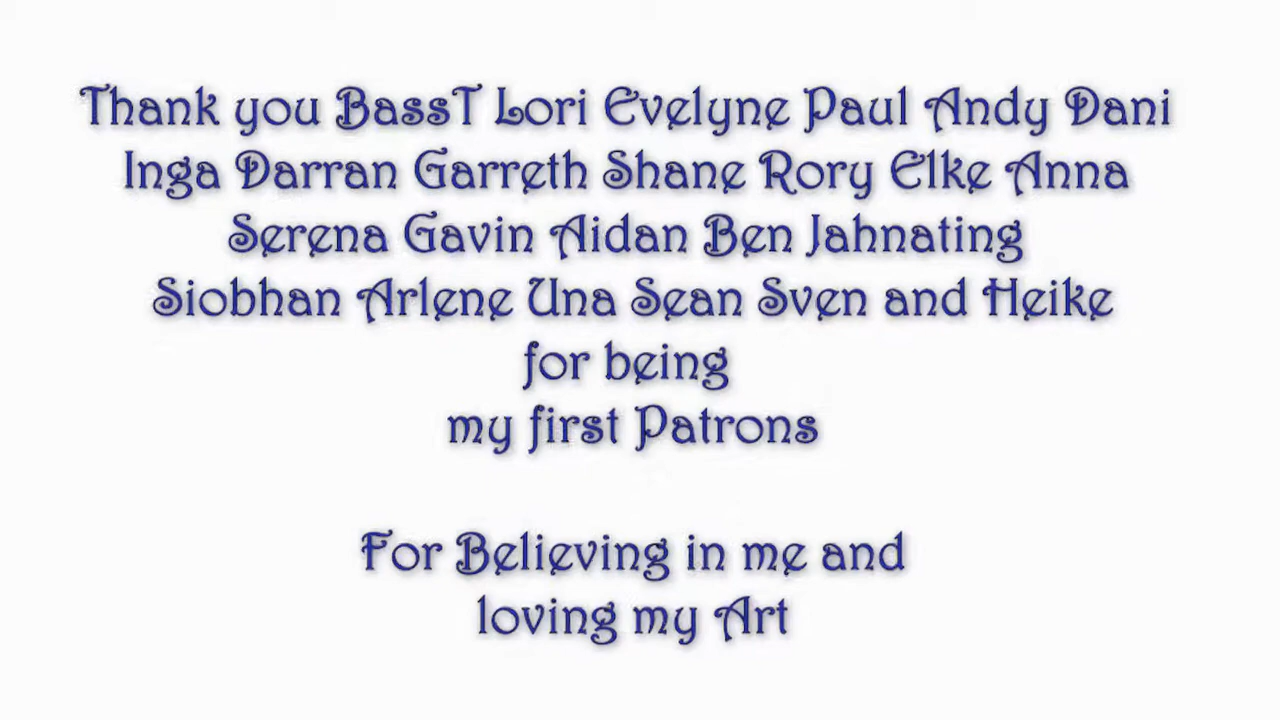 Thank you BassT Lori Evelyne Paul Andy Dani
Inga Darran Garreth Shane Rory Elke Anna
Serena Gavin Aidan Ben Jahnating
Siobhan Arlene Una Sean Sven and Heike
for being
my first Patrons
For Believing in me and
loving my Art